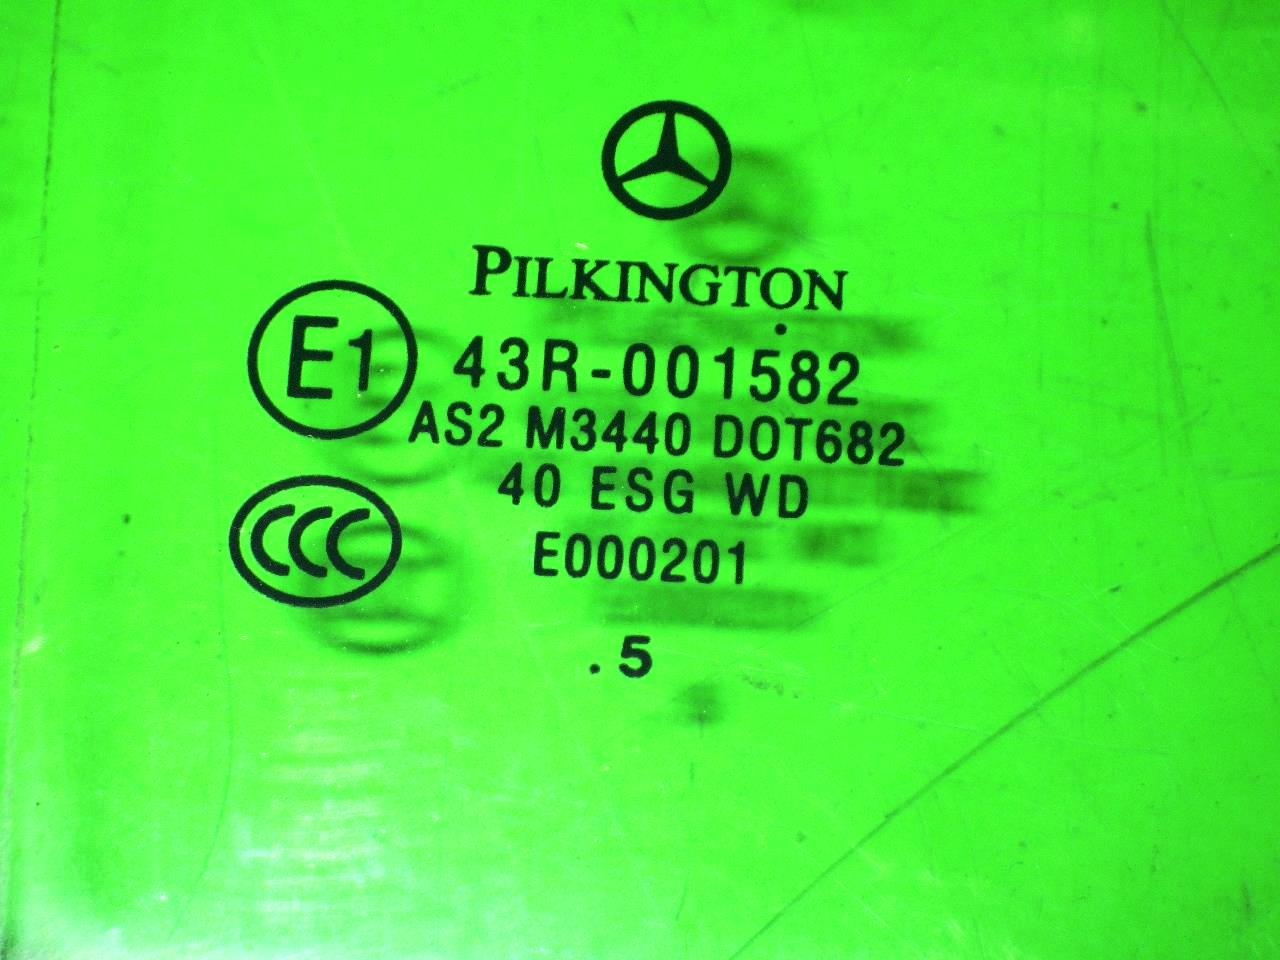 PILKINGTON
E1 43R-001582
AS2 M3440 DOT682
40 ESG WD
CCC E000201
. 5